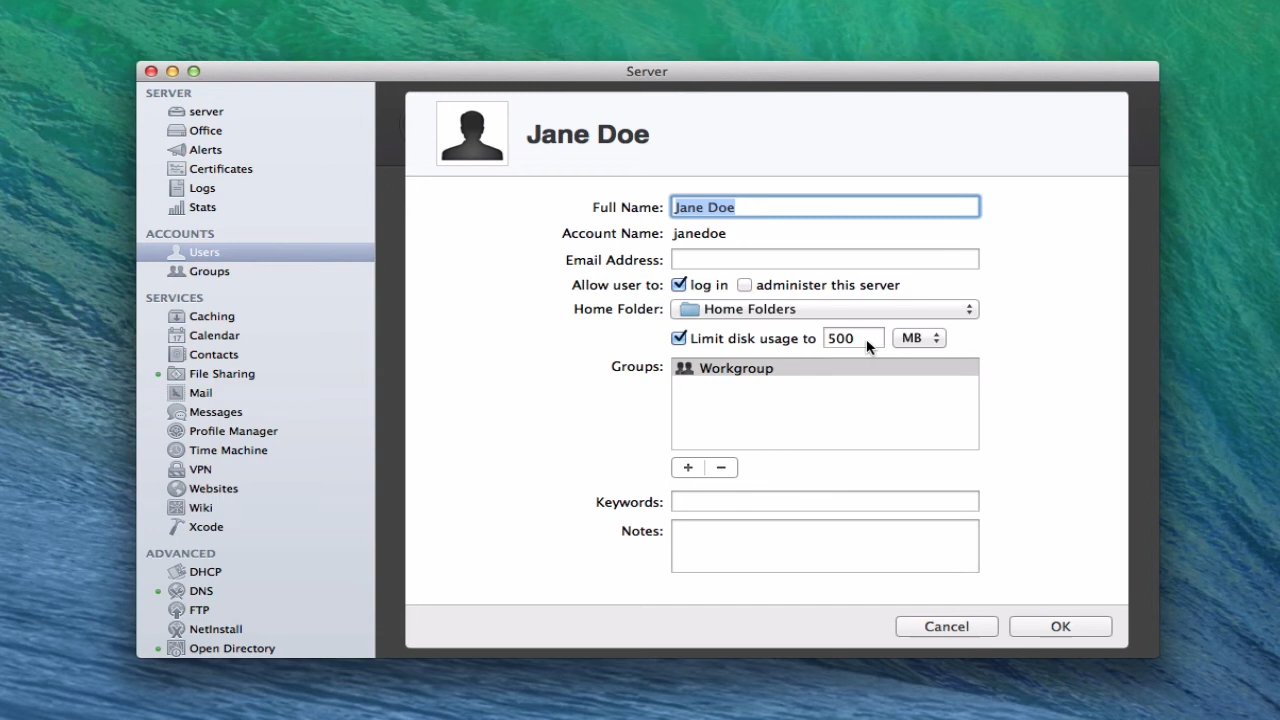 Server
SERVER
server
Office
Alerts
Certificates
Logs
Stats
ACCOUNTS
Users
Groups
SERVICES
Caching
17 Calendar
Contacts
File Sharing
Mail
Messages
Profile Manager
Time Machine
VPN
Websites
Wiki
Xcode
ADVANCED
DHCP
DNS
FTP
NetInstall
Open Directory
Jane Doe
Full Name: Jane Doe
Account Name: janedoe
Email Address:
Allow user to: log in administer this server
Home Folder: Home Folders
Limit disk usage to 500 MB
Groups: Workgroup
+ −
Keywords:
Notes:
Cancel OK